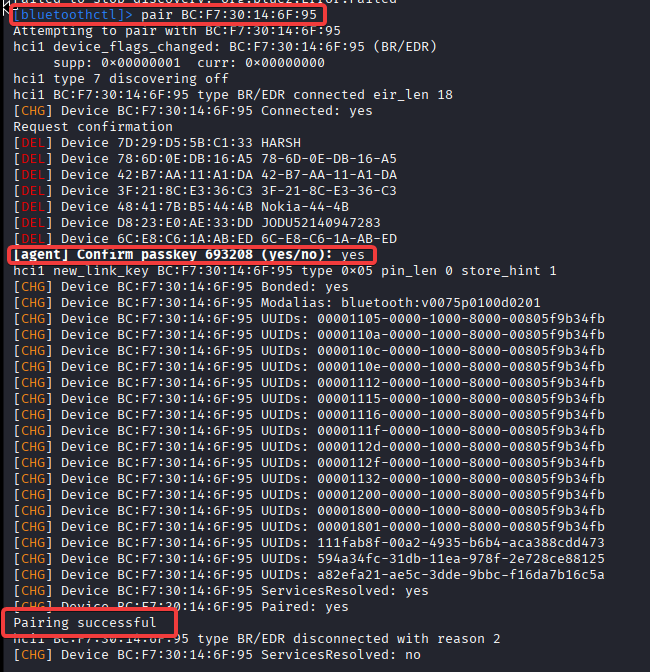 Failed to stop discovery: org.bluez.Error.Failed
[bluetoothctl]> pair BC:F7:30:14:6F:95
Attempting to pair with BC:F7:30:14:6F:95
hci1 device_flags_changed: BC:F7:30:14:6F:95 (BR/EDR)
supp: 0×00000001  curr: 0×00000000
hci1 type 7 discovering off
hci1 BC:F7:30:14:6F:95 type BR/EDR connected eir_len 18
[CHG] Device BC:F7:30:14:6F:95 Connected: yes
Request confirmation
[DEL] Device 7D:29:D5:5B:C1:33 HARSH
[DEL] Device 78:6D:0E:DB:16:A5 78-6D-0E-DB-16-A5
[DEL] Device 42:B7:AA:11:A1:DA 42-B7-AA-11-A1-DA
[DEL] Device 3F:21:8C:E3:36:C3 3F-21-8C-E3-36-C3
[DEL] Device 48:41:7B:B5:44:4B Nokia-44-4B
[DEL] Device D8:23:E0:AE:33:DD JODU52140947283
[DEL] Device 6C:E8:C6:1A:AB:ED 6C-E8-C6-1A-AB-ED
[agent] Confirm passkey 693208 (yes/no): yes
hci1 new_link_key BC:F7:30:14:6F:95 type 0×05 pin_len 0 store_hint 1
[CHG] Device BC:F7:30:14:6F:95 Bonded: yes
[CHG] Device BC:F7:30:14:6F:95 Modalias: bluetooth:v0075p0100d0201
[CHG] Device BC:F7:30:14:6F:95 UUIDs: 00001105-0000-1000-8000-00805f9b34fb
[CHG] Device BC:F7:30:14:6F:95 UUIDs: 0000110a-0000-1000-8000-00805f9b34fb
[CHG] Device BC:F7:30:14:6F:95 UUIDs: 0000110c-0000-1000-8000-00805f9b34fb
[CHG] Device BC:F7:30:14:6F:95 UUIDs: 0000110e-0000-1000-8000-00805f9b34fb
[CHG] Device BC:F7:30:14:6F:95 UUIDs: 00001112-0000-1000-8000-00805f9b34fb
[CHG] Device BC:F7:30:14:6F:95 UUIDs: 00001115-0000-1000-8000-00805f9b34fb
[CHG] Device BC:F7:30:14:6F:95 UUIDs: 00001116-0000-1000-8000-00805f9b34fb
[CHG] Device BC:F7:30:14:6F:95 UUIDs: 0000111f-0000-1000-8000-00805f9b34fb
[CHG] Device BC:F7:30:14:6F:95 UUIDs: 0000112d-0000-1000-8000-00805f9b34fb
[CHG] Device BC:F7:30:14:6F:95 UUIDs: 0000112f-0000-1000-8000-00805f9b34fb
[CHG] Device BC:F7:30:14:6F:95 UUIDs: 00001132-0000-1000-8000-00805f9b34fb
[CHG] Device BC:F7:30:14:6F:95 UUIDs: 00001200-0000-1000-8000-00805f9b34fb
[CHG] Device BC:F7:30:14:6F:95 UUIDs: 00001800-0000-1000-8000-00805f9b34fb
[CHG] Device BC:F7:30:14:6F:95 UUIDs: 00001801-0000-1000-8000-00805f9b34fb
[CHG] Device BC:F7:30:14:6F:95 UUIDs: 111fab8f-00a2-4935-b6b4-aca388cdd473
[CHG] Device BC:F7:30:14:6F:95 UUIDs: 594a34fc-31db-11ea-978f-2e728ce88125
[CHG] Device BC:F7:30:14:6F:95 UUIDs: a82efa21-ae5c-3dde-9bbc-f16da7b16c5a
[CHG] Device BC:F7:30:14:6F:95 ServicesResolved: yes
[CHG] Device BC:F7:30:14:6F:95 Paired: yes
Pairing successful
hci1 BC:F7:30:14:6F:95 type BR/EDR disconnected with reason 2
[CHG] Device BC:F7:30:14:6F:95 ServicesResolved: no